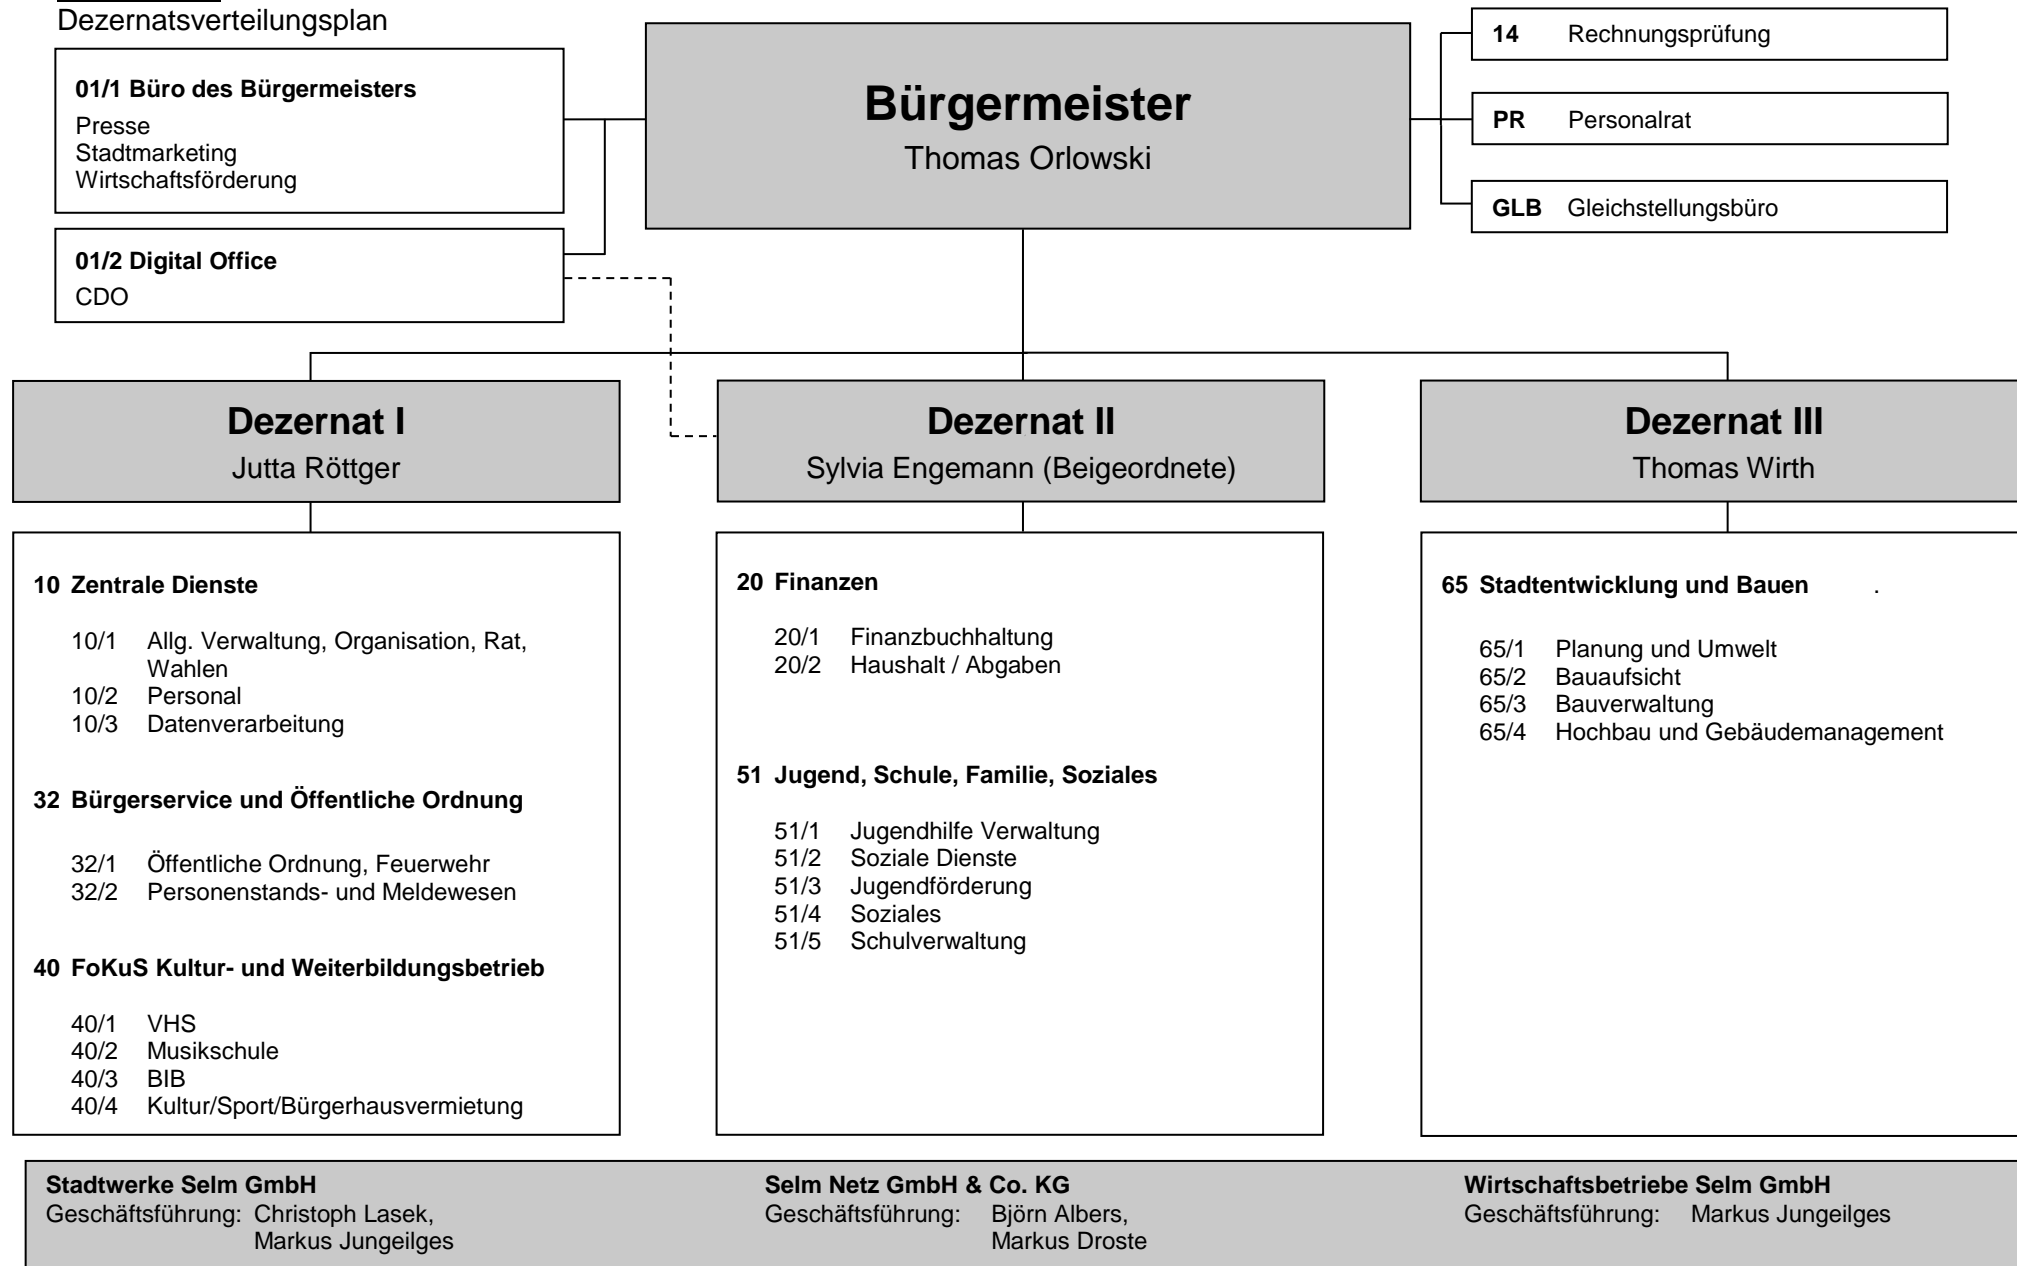 Dezernatsverteilungsplan
01/1 Büro des Bürgermeisters
Presse
Stadtmarketing
Wirtschaftsförderung
01/2 Digital Office
CDO
Bürgermeister
Thomas Orlowski
14 Rechnungsprüfung
PR Personalrat
GLB Gleichstellungsbüro
Dezernat I
Jutta Röttger
Dezernat II
Sylvia Engemann (Beigeordnete)
Dezernat III
Thomas Wirth
10 Zentrale Dienste
10/1 Allg. Verwaltung, Organisation, Rat,
Wahlen
10/2 Personal
10/3 Datenverarbeitung
32 Bürgerservice und Öffentliche Ordnung
32/1 Öffentliche Ordnung, Feuerwehr
32/2 Personenstands- und Meldewesen
40 FoKuS Kultur- und Weiterbildungsbetrieb
40/1 VHS
40/2 Musikschule
40/3 BIB
40/4 Kultur/Sport/Bürgerhausvermietung
20 Finanzen
20/1 Finanzbuchhaltung
20/2 Haushalt / Abgaben
51 Jugend, Schule, Familie, Soziales
51/1 Jugendhilfe Verwaltung
51/2 Soziale Dienste
51/3 Jugendförderung
51/4 Soziales
51/5 Schulverwaltung
65 Stadtentwicklung und Bauen .
65/1 Planung und Umwelt
65/2 Bauaufsicht
65/3 Bauverwaltung
65/4 Hochbau und Gebäudemanagement
Stadtwerke Selm GmbH
Geschäftsführung: Christoph Lasek,
Markus Jungeilges
Selm Netz GmbH & Co. KG
Geschäftsführung: Björn Albers,
Markus Droste
Wirtschaftsbetriebe Selm GmbH
Geschäftsführung: Markus Jungeilges